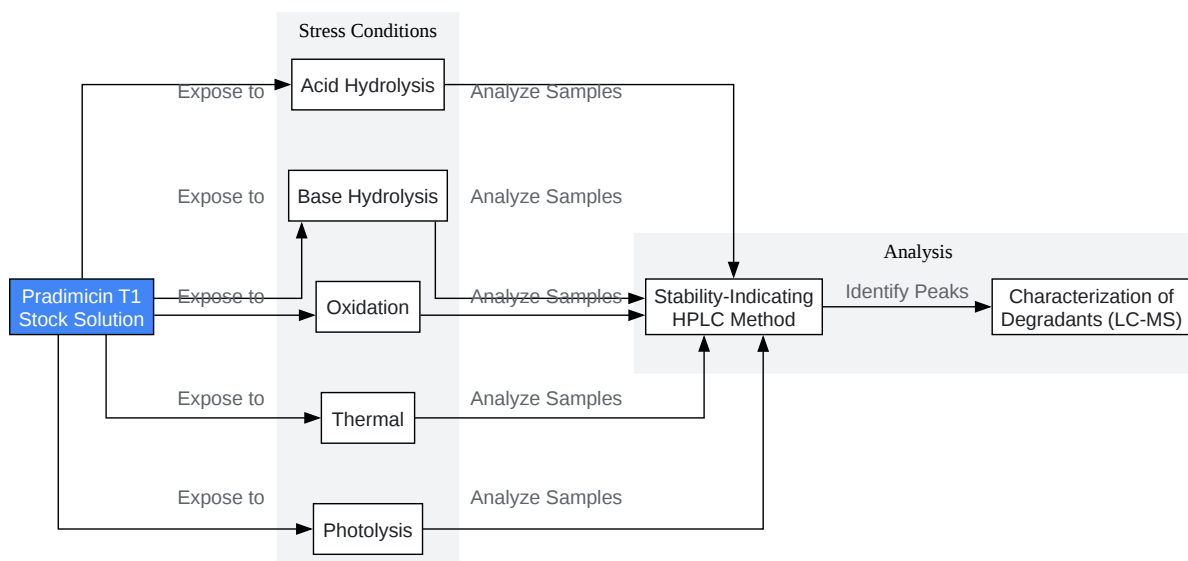 Stress Conditions
Expose to
Acid Hydrolysis
Analyze Samples
Expose to
Base Hydrolysis
Analyze Samples
Analysis
Pradimicin T1
Stock Solution
Expose to
Oxidation
Analyze Samples
Stability-Indicating
HPLC Method
Identify Peaks
Characterization of
Degradants (LC-MS)
Expose to
Thermal
Analyze Samples
Expose to
Photolysis
Analyze Samples